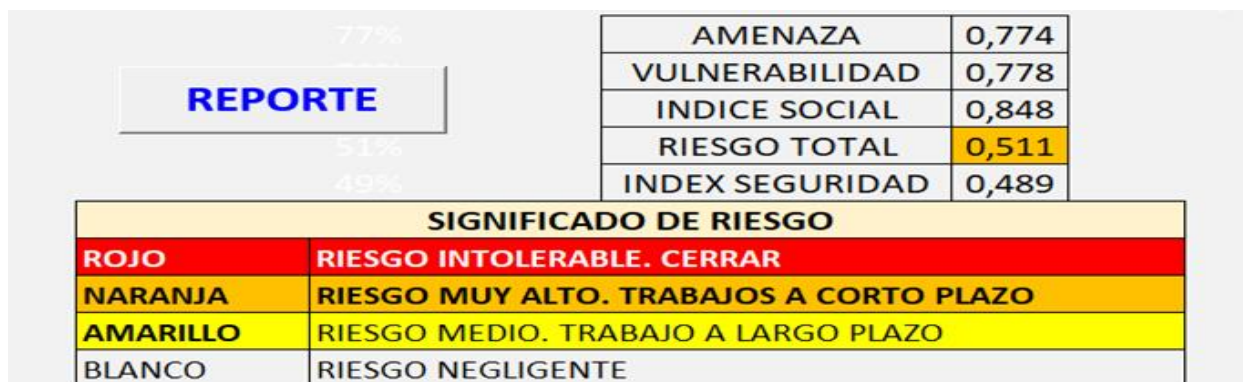 77%
AMENAZA 0,774
VULNERABILIDAD 0,778
REPORTE
INDICE SOCIAL 0,848
51%
RIESGO TOTAL 0,511
49%
INDEX SEGURIDAD 0,489
SIGNIFICADO DE RIESGO
ROJO RIESGO INTOLERABLE. CERRAR
NARANJA RIESGO MUY ALTO. TRABAJOS A CORTO PLAZO
AMARILLO RIESGO MEDIO. TRABAJO A LARGO PLAZO
BLANCO RIESGO NEGLIGENTE